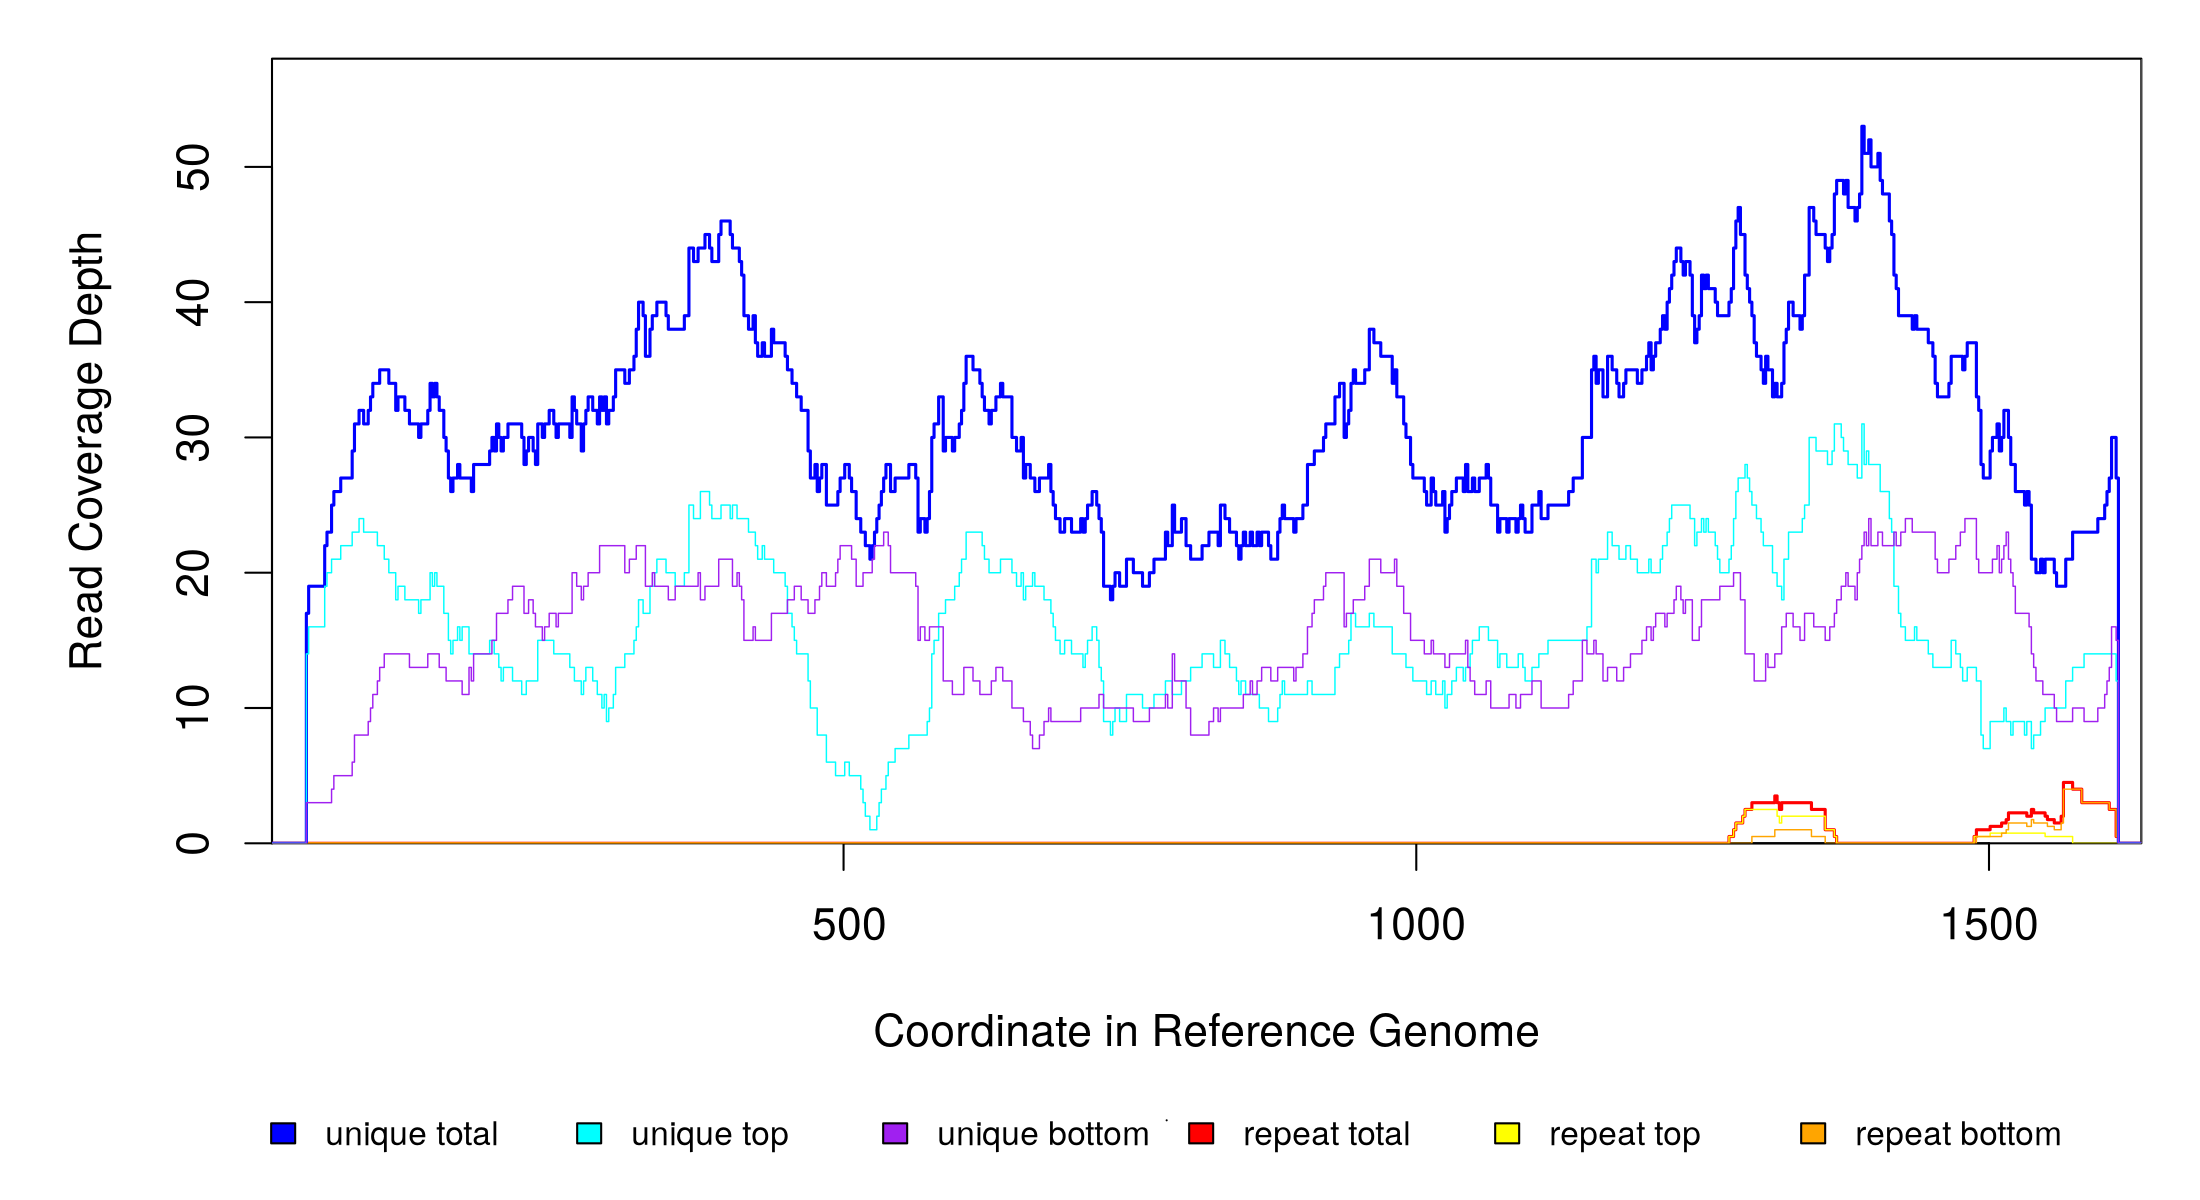 Read Coverage Depth
50
40
30
20
10
0
500 1000 1500
Coordinate in Reference Genome
unique total unique top unique bottom repeat total repeat top repeat bottom